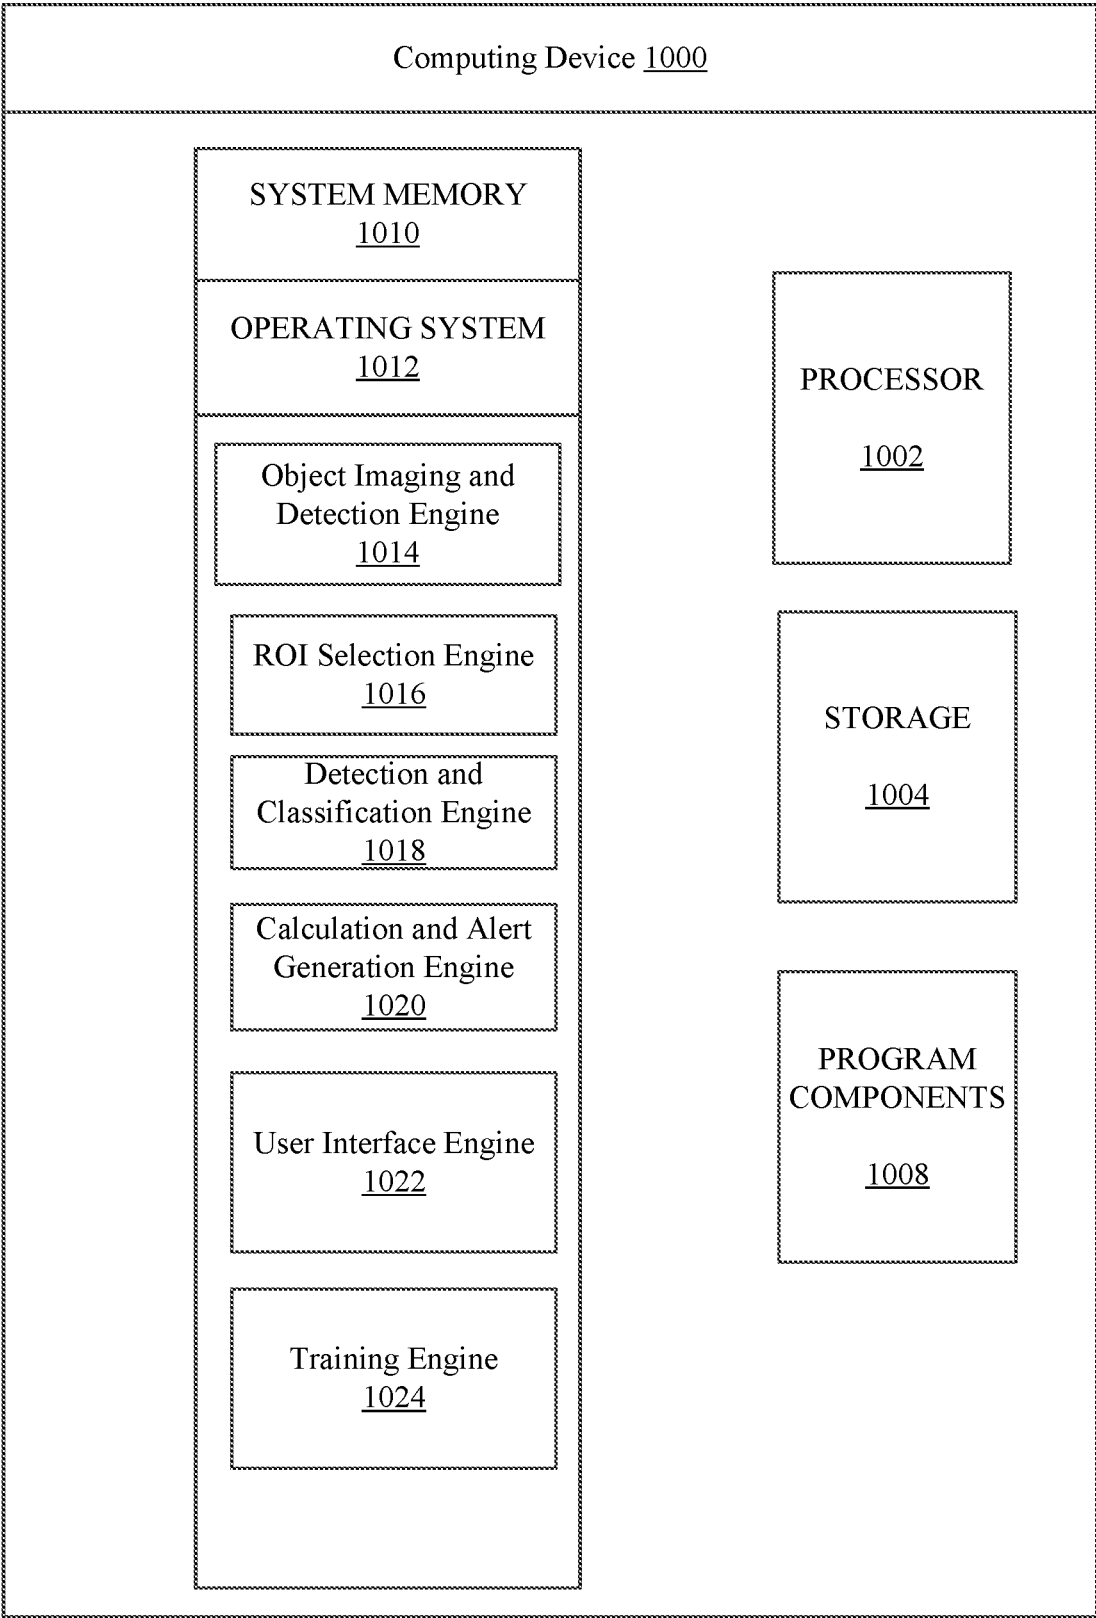 Computing Device 1000
SYSTEM MEMORY
1010
OPERATING SYSTEM
1012
Object Imaging and
Detection Engine
1014
ROI Selection Engine
1016
Detection and
Classification Engine
1018
Calculation and Alert
Generation Engine
1020
User Interface Engine
1022
Training Engine
1024
PROCESSOR
1002
STORAGE
1004
PROGRAM
COMPONENTS
1008